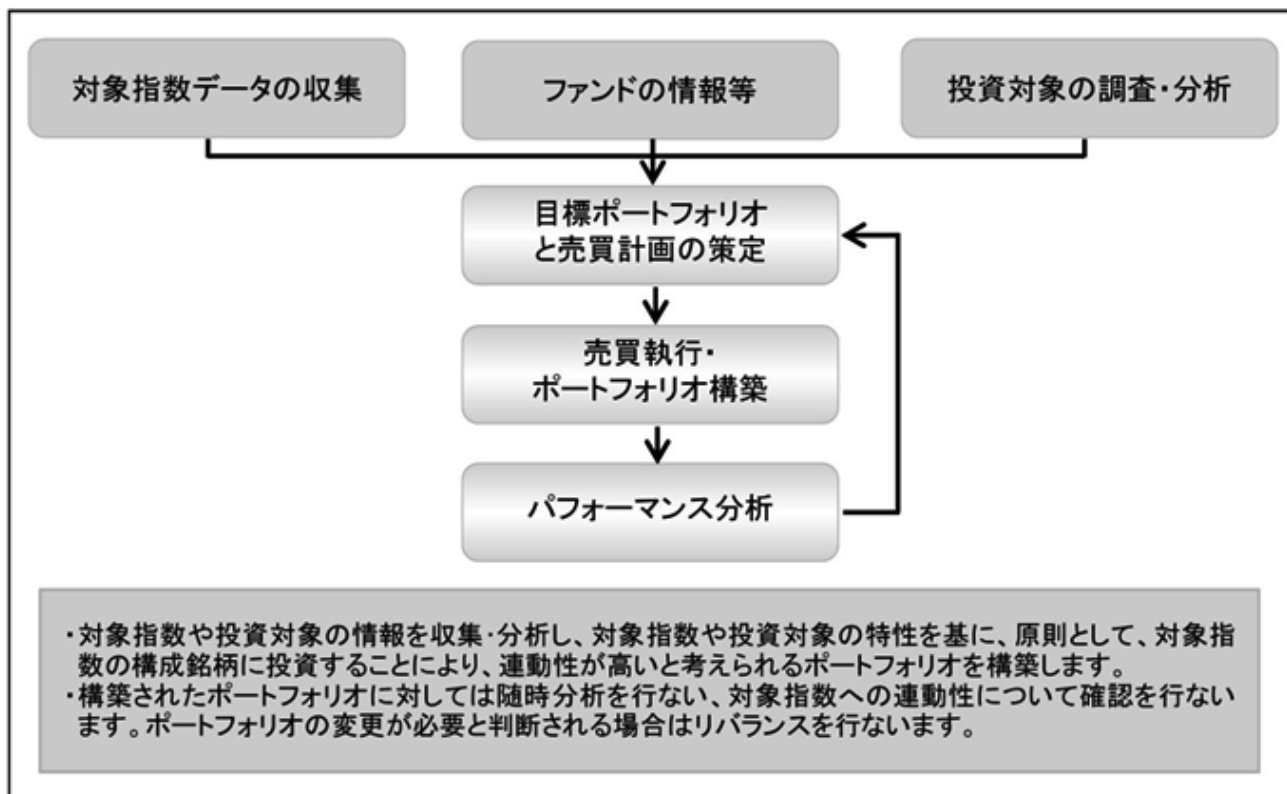 対象指数データの収集
ファンドの情報等
投資対象の調査・分析
目標ポートフォリオ
と売買計画の策定
売買執行・
ポートフォリオ構築
パフォーマンス分析
・対象指数や投資対象の情報を収集・分析し、対象指数や投資対象の特性を基に、原則として、対象指
数の構成銘柄に投資することにより、連動性が高いと考えられるポートフォリオを構築します。
・構築されたポートフォリオに対しては随時分析を行ない、対象指数への連動性について確認を行ない
ます。ポートフォリオの変更が必要と判断される場合はリバランスを行ないます。